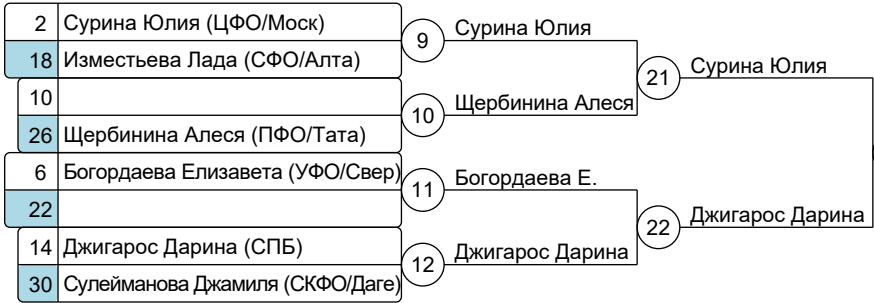 2 Сурина Юлия (ЦФО/Моск)
18 Изместьева Лада (СФО/Алта)
10
26 Щербинина Алеся (ПФО/Тата)
6 Богордаева Елизавета (УФО/Свер)
22
14 Джигарос Дарина (СПБ)
30 Сулейманова Джамиля (СКФО/Даге)
9 Сурина Юлия
10 Щербинина Алеся
11 Богордаева Е.
12 Джигарос Дарина
21 Сурина Юлия
22 Джигарос Дарина